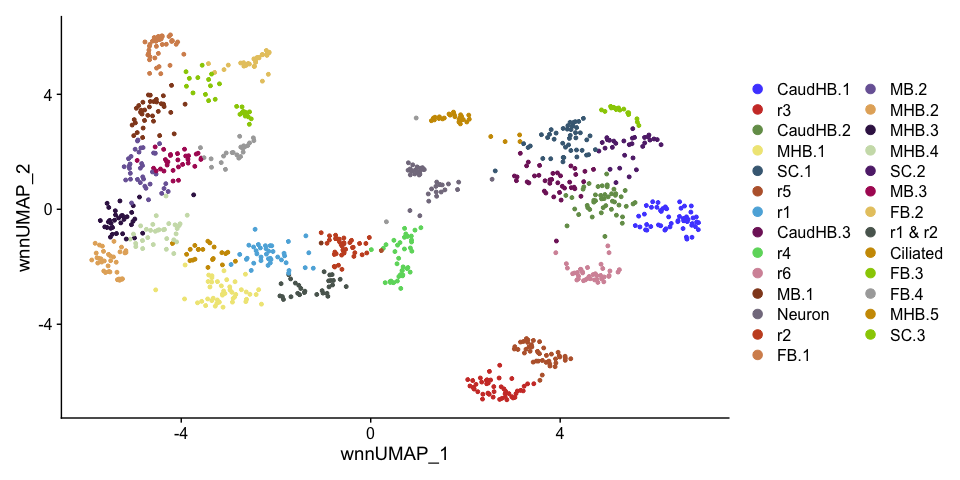 4
0
-4
wnnUMAP_2
-4
0
4
wnnUMAP_1
CaudHB.1
r3
CaudHB.2
MHB.1
SC.1
r5
r1
CaudHB.3
r4
r6
MB.1
Neuron
r2
FB.1
MB.2
MHB.2
MHB.3
MHB.4
SC.2
MB.3
FB.2
r1 & r2
Ciliated
FB.3
FB.4
MHB.5
SC.3